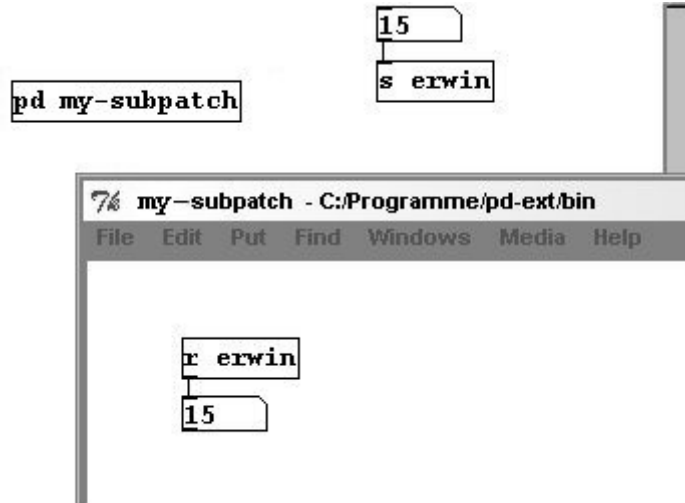 15
s erwin
pd my-subpatch
my-subpatch - C:/Programme/pd-ext/bin
File Edit Put Find Windows Media Help
r erwin
15